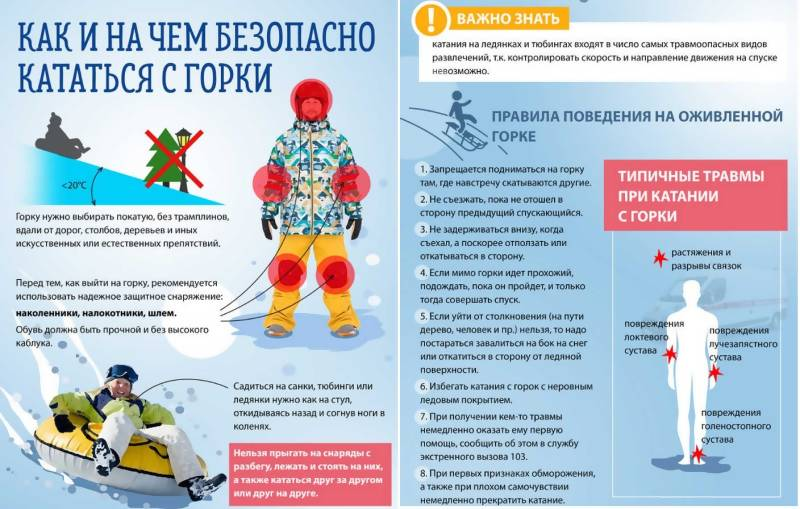 КАК И НА ЧЕМ БЕЗОПАСНО
КАТАТЬСЯ С ГОРКИ
<20°C
Горку нужно выбирать покатую, без трамплинов,
вдали от дорог, столбов, деревьев и иных
искусственных или естественных препятствий.
Перед тем, как выйти на горку, рекомендуется
использовать надежное защитное снаряжение:
наколенники, налокотники, шлем.
Обувь должна быть прочной и без высокого
каблука.
Садиться на санки, тюбинги или
ледянки нужно как на стул,
откидываясь назад и согнув ноги в
коленях.
Нельзя прыгать на снаряды с
разбегу, лежать и стоять на них,
а также кататься друг за другом
или друг на друге.
! ВАЖНО ЗНАТЬ
катания на ледянках и тюбингах входят в число самых травмоопасных видов
развлечений, т.к. контролировать скорость и направление движения на спуске
невозможно.
ПРАВИЛА ПОВЕДЕНИЯ НА ОЖИВЛЕННОЙ
ГОРКЕ
1. Запрещается подниматься на горку
там, где навстречу скатываются другие.
2. Не съезжать, пока не отошел в
сторону предыдущий спускающийся.
3. Не задерживаться внизу, когда
съехал, а поскорее отползать или
откатываться в сторону.
4. Если мимо горки идет прохожий,
подождать, пока он пройдет, и только
тогда совершать спуск.
5. Если уйти от столкновения (на пути
дерево, человек и пр.) нельзя, то надо
постараться завалиться на бок на снег
или откатиться в сторону от ледяной
поверхности.
6. Избегать катания с горок с неровным
ледовым покрытием.
7. При получении кем-то травмы
немедленно оказать ему первую
помощь, сообщить об этом в службу
экстренного вызова 103.
8. При первых признаках обморожения,
а также при плохом самочувствии
немедленно прекратить катание.
ТИПИЧНЫЕ ТРАВМЫ
ПРИ КАТАНИИ
С ГОРКИ
растяжения и
разрывы связок
повреждения
локтевого
сустава
повреждения
лучезапястного
сустава
повреждения
голеностопного
сустава